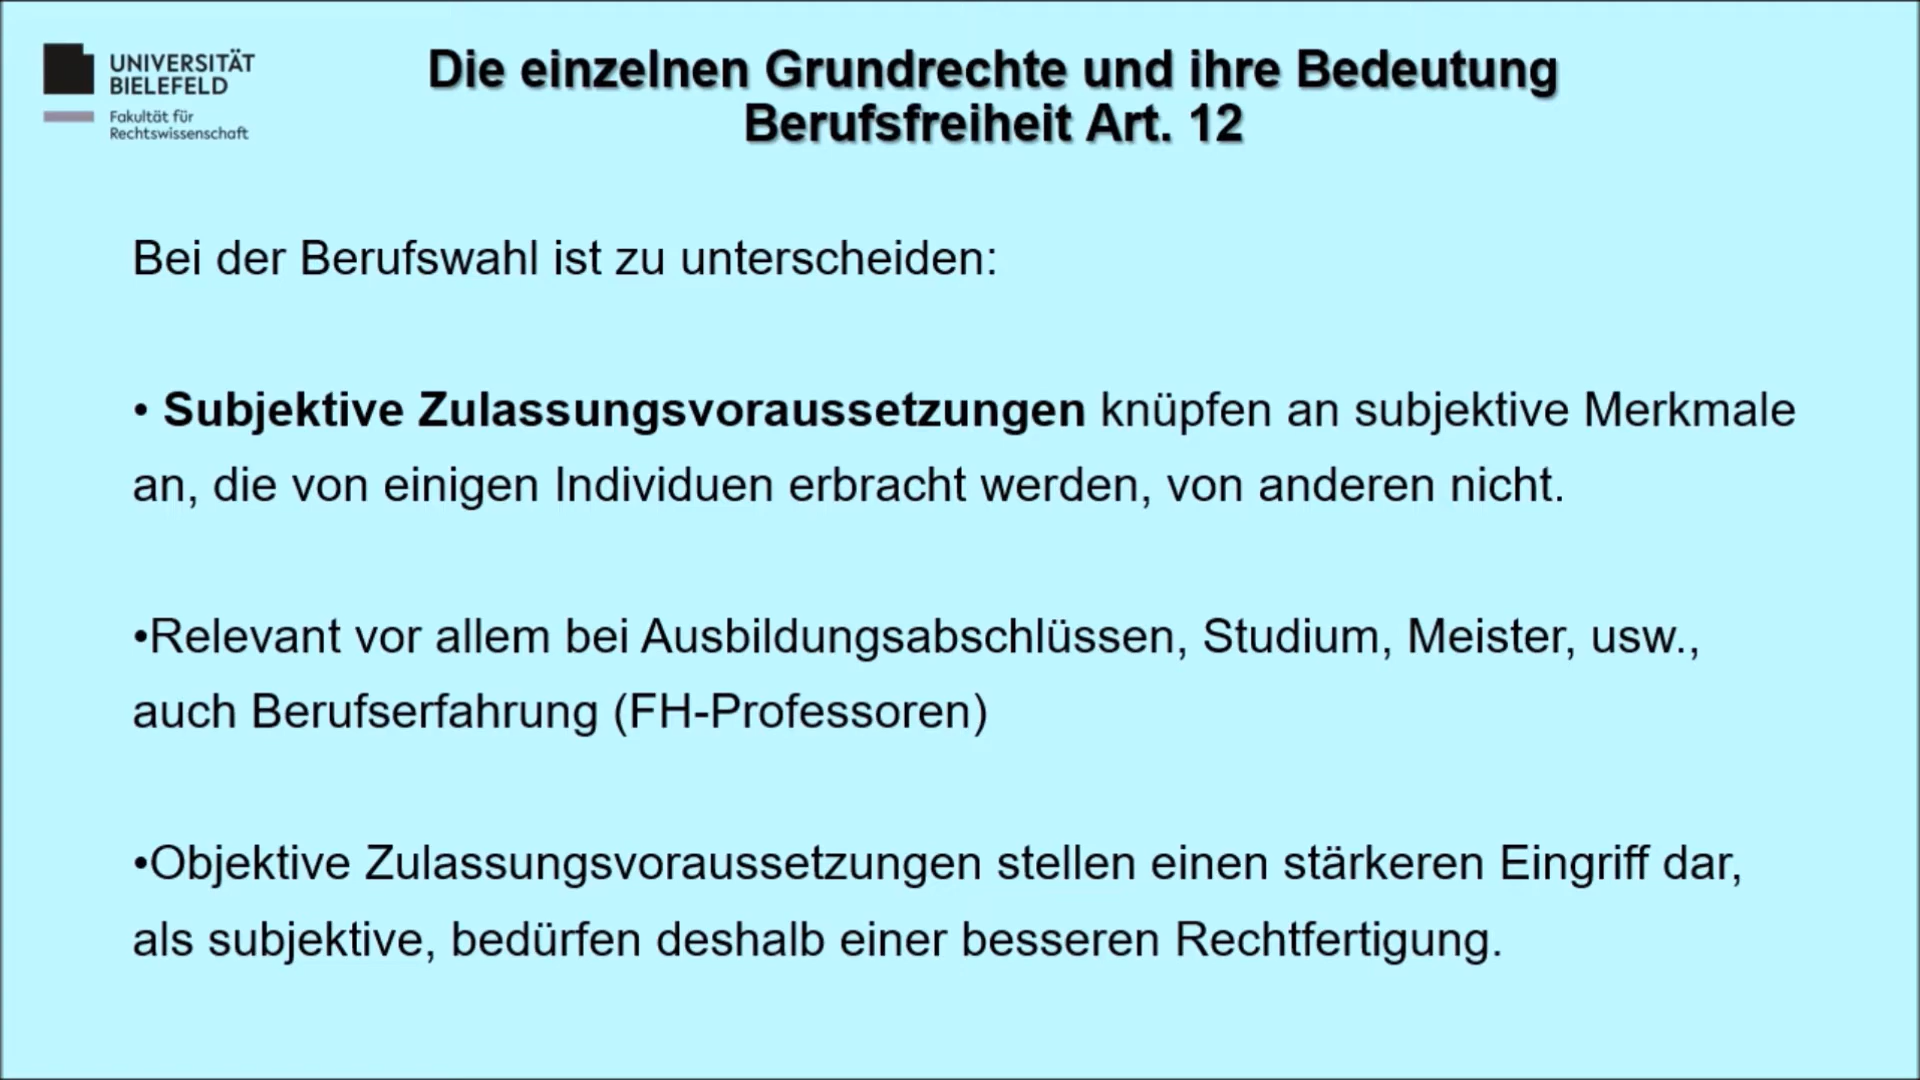 UNIVERSITÄT
BIELEFELD
Fakultät für
Rechtswissenschaft
Die einzelnen Grundrechte und ihre Bedeutung
Berufsfreiheit Art. 12
Bei der Berufswahl ist zu unterscheiden:
• Subjektive Zulassungsvoraussetzungen knüpfen an subjektive Merkmale
an, die von einigen Individuen erbracht werden, von anderen nicht.
•Relevant vor allem bei Ausbildungsabschlüssen, Studium, Meister, usw.,
auch Berufserfahrung (FH-Professoren)
•Objektive Zulassungsvoraussetzungen stellen einen stärkeren Eingriff dar,
als subjektive, bedürfen deshalb einer besseren Rechtfertigung.